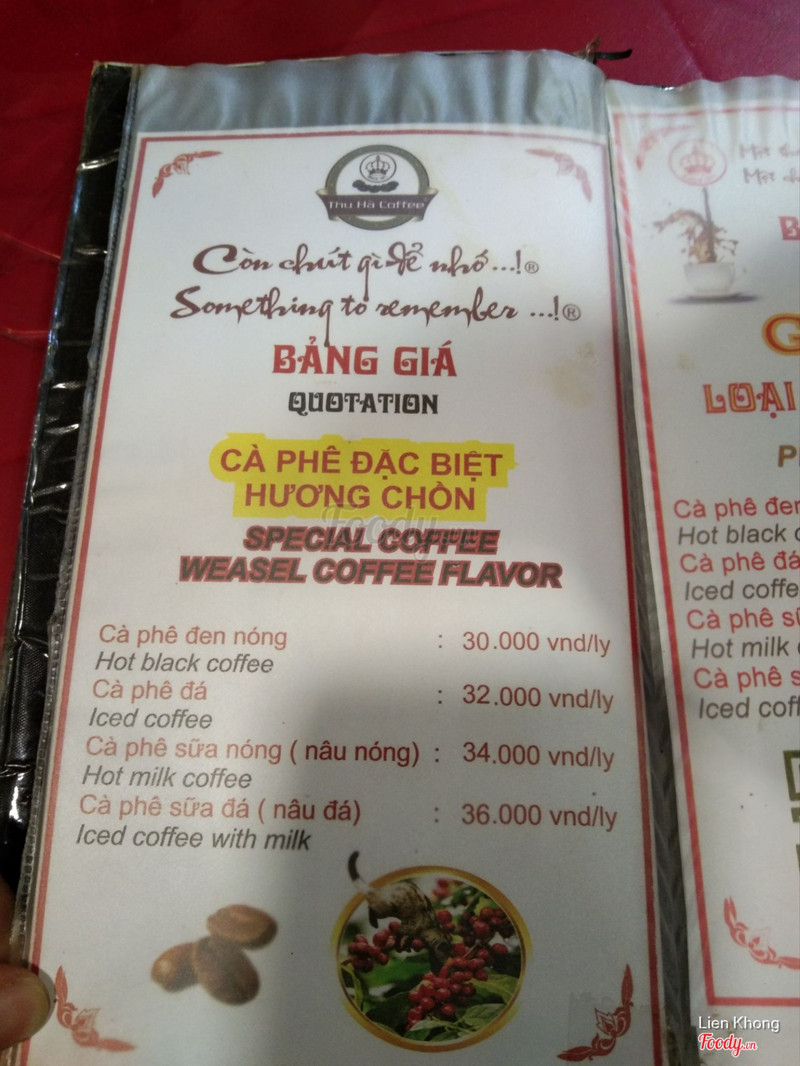 Thu Hà Coffee
Còn chút gì để nhớ...!®
Something to remember ...!®
BẢNG GIÁ
QUOTATION
CÀ PHÊ ĐẶC BIỆT
HƯƠNG CHỒN
SPECIAL COFFEE
WEASEL COFFEE FLAVOR
Cà phê đen nóng : 30.000 vnd/ly
Hot black coffee
Cà phê đá : 32.000 vnd/ly
Iced coffee
Cà phê sữa nóng ( nâu nóng) : 34.000 vnd/ly
Hot milk coffee
Cà phê sữa đá ( nâu đá) : 36.000 vnd/ly
Iced coffee with milk
Một
Một
B
G
LOẠI
Cà phê đen
Hot black
Cà phê đá
Iced coffe
Cà phê sữ
Hot milk
Cà phê s
Iced coff
Foody.vn
Lien Khong
Foody.vn